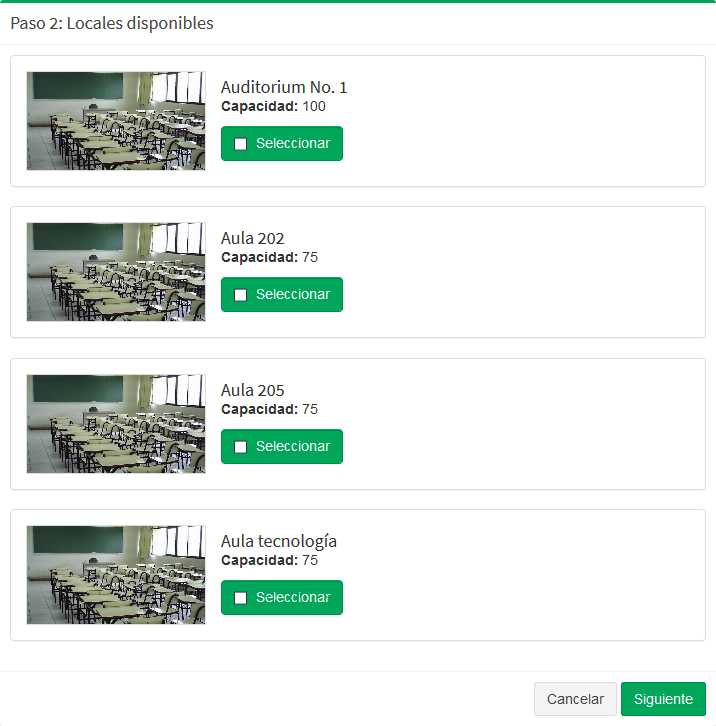 Paso 2: Locales disponibles
Auditorium No. 1
Capacidad: 100
Seleccionar
Aula 202
Capacidad: 75
Seleccionar
Aula 205
Capacidad: 75
Seleccionar
Aula tecnología
Capacidad: 75
Seleccionar
Cancelar Siguiente